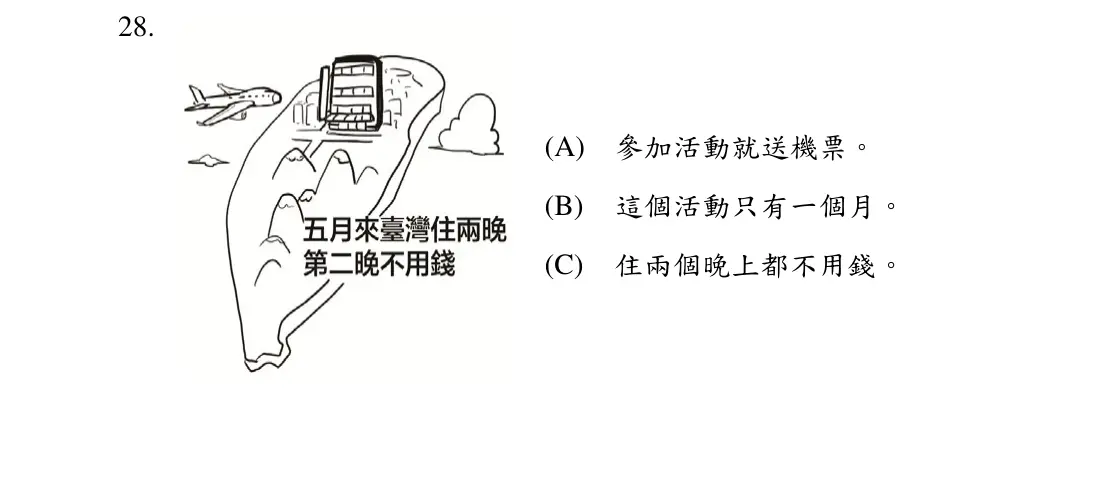 28.
五月來臺灣住兩晚
第二晚不用錢
(A) 參加活動就送機票。
(B) 這個活動只有一個月。
(C) 住兩個晚上都不用錢。